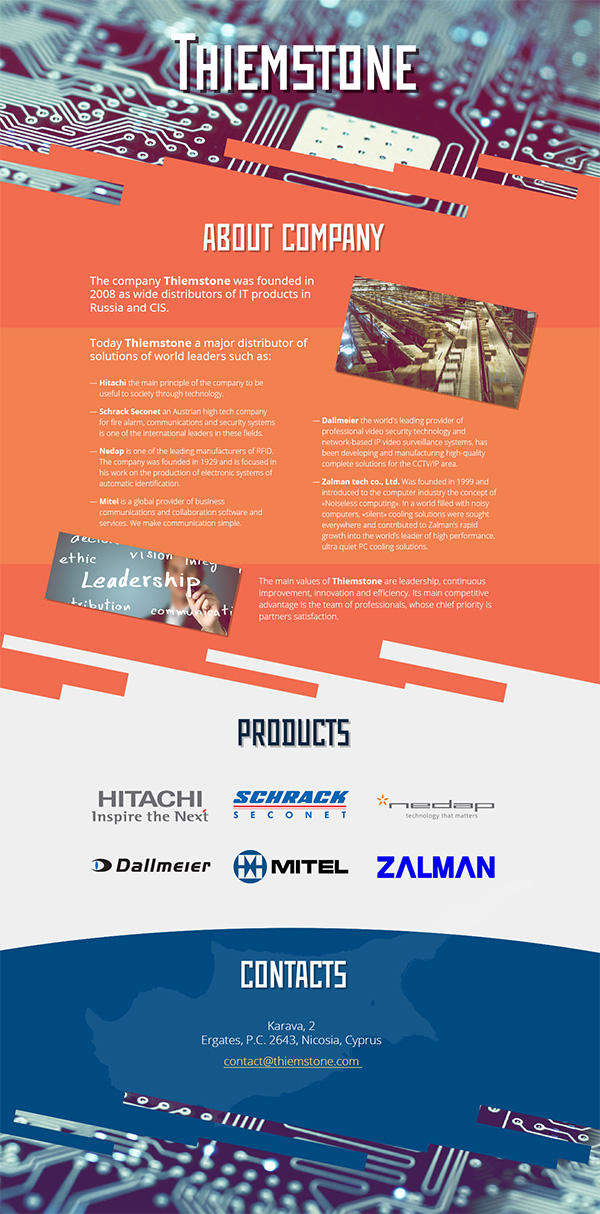 THIEMSTONE
ABOUT COMPANY
The company Thiemstone was founded in
2008 as wide distributors of IT products in
Russia and CIS.
Today Thiemstone a major distributor of
solutions of world leaders such as:
— Hitachi the main principle of the company to be
useful to society through technology.
— Schrack Seconet an Austrian high tech company
for fire alarm, communications and security systems
is one of the international leaders in these fields.
— Nedap is one of the leading manufacturers of RFID.
The company was founded in 1929 and is focused in
his work on the production of electronic systems of
automatic identification.
— Mitel is a global provider of business
communications and collaboration software and
services. We make communication simple.
— Dallmeier the world's leading provider of
professional video security technology and
network-based IP video surveillance systems, has
been developing and manufacturing high-quality
complete solutions for the CCTV/IP area.
— Zalman tech co., Ltd. Was founded in 1999 and
introduced to the computer industry the concept of
«Noiseless computing». In a world filled with noisy
computers, «silent» cooling solutions were sought
everywhere and contributed to Zalman's rapid
growth into the world's leader of high performance,
ultra quiet PC cooling solutions.
ethic vision
Leadership
The main values of Thiemstone are leadership, continuous
improvement, innovation and efficiency. Its main competitive
advantage is the team of professionals, whose chief priority is
partners satisfaction.
PRODUCTS
HITACHI
Inspire the Next
SCHRACK
SECONET
nedap
technology that matters
Dallmeier
MITEL
ZALMAN
CONTACTS
Karava, 2
Ergates, P.C. 2643, Nicosia, Cyprus
contact@thiemstone.com